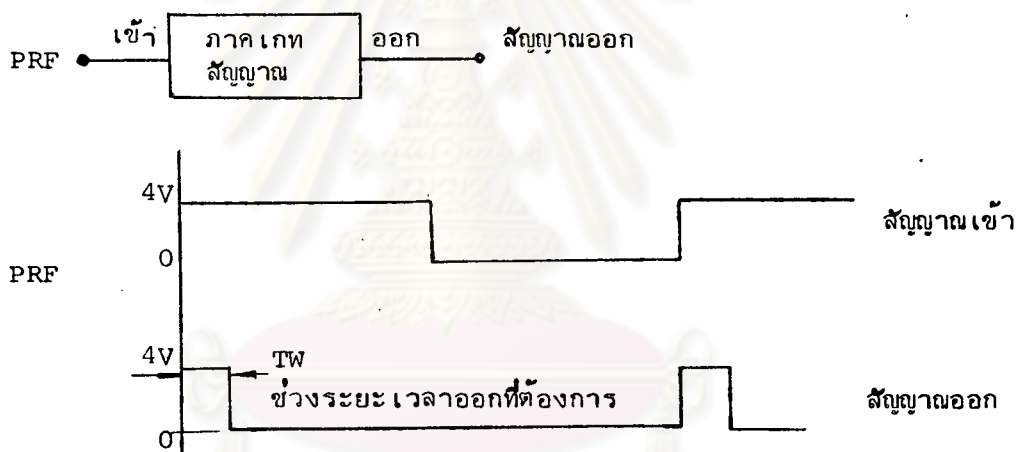 PRF เข้า ภาคเกท ออก สัญญาณออก
สัญญาณ
4V
สัญญาณเข้า
0
PRF
4V TW
ช่วงระยะเวลาออกที่ต้องการ สัญญาณออก
0